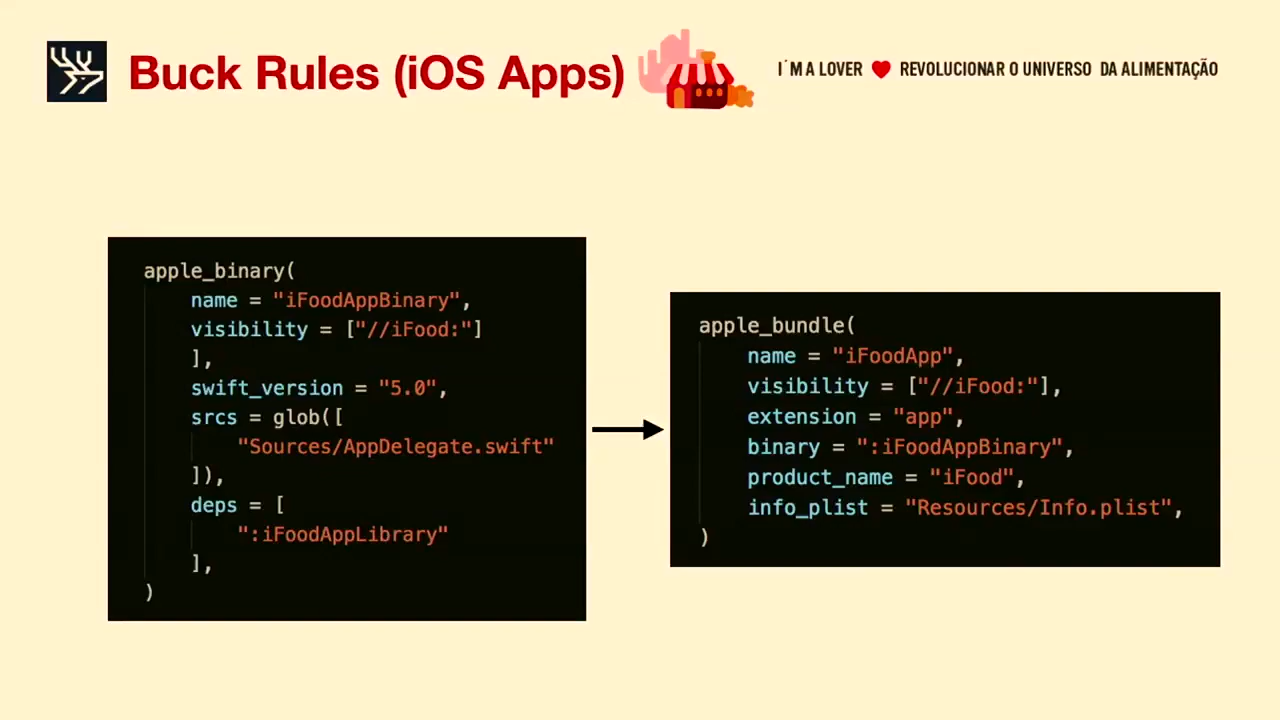 Buck Rules (iOS Apps)
I´M A LOVER REVOLUCIONAR O UNIVERSO DA ALIMENTAÇÃO
apple_binary(
name = "iFoodAppBinary",
visibility = ["//iFood:"]
],
swift_version = "5.0",
srcs = glob([
"Sources/AppDelegate.swift"
]),
deps = [
":iFoodAppLibrary"
],
)
apple_bundle(
name = "iFoodApp",
visibility = ["//iFood:"],
extension = "app",
binary = ":iFoodAppBinary",
product_name = "iFood",
info_plist = "Resources/Info.plist",
)